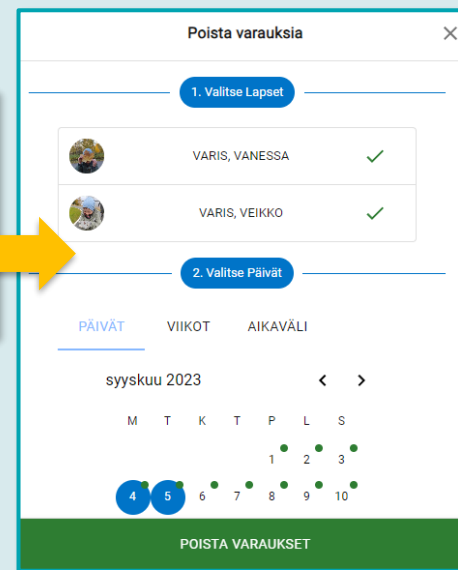 Poista varauksia
1. Valitse Lapset
VARIS, VANESSA
VARIS, VEIKKO
2. Valitse Päivät
PÄIVÄT VIIKOT AIKAVÄLI
syyskuu 2023
M T K T P L S
1 2 3
4 5 6 7 8 9 10
POISTA VARAUKSET